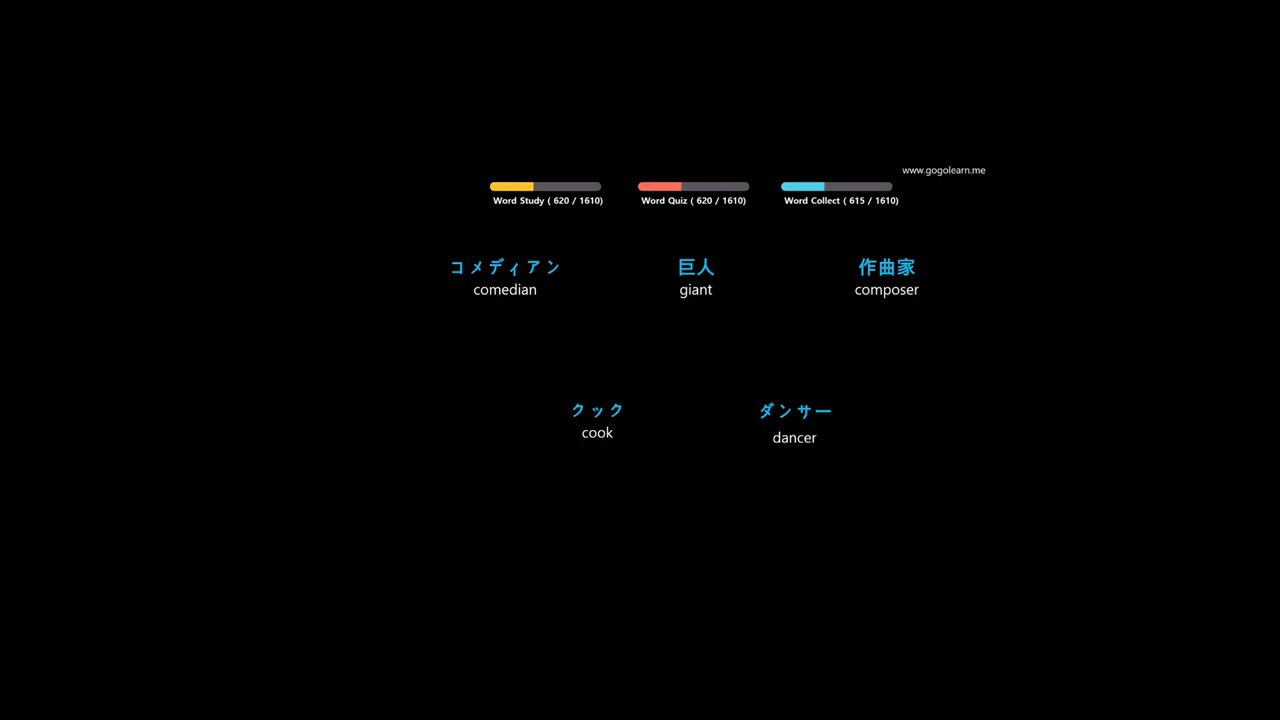 www.gogolearn.me
Word Study ( 620 / 1610)
Word Quiz ( 620 / 1610)
Word Collect ( 615 / 1610)
コメディアン
comedian
巨人
giant
作曲家
composer
クック
cook
ダンサー
dancer